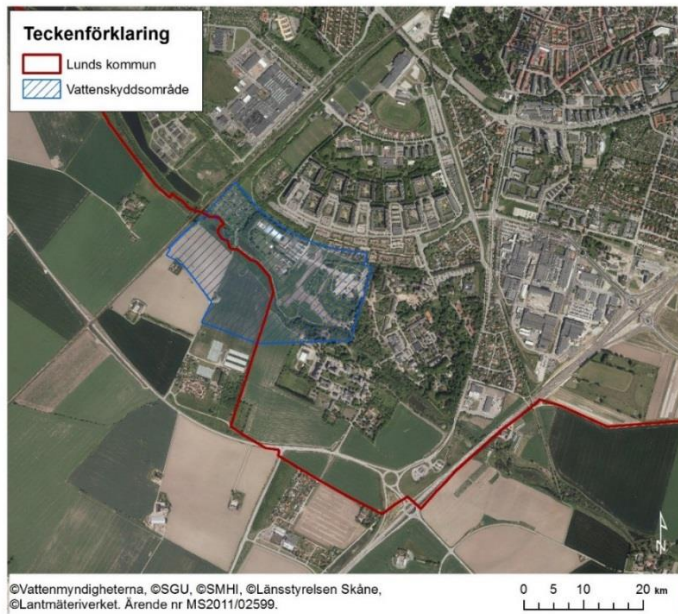 Teckenförklaring
Lunds kommun
Vattenskyddsområde
©Vattenmyndigheterna, ©SGU, ©SMHI, ©Länsstyrelsen Skåne,
©Lantmäteriverket. Ärende nr MS2011/02599.
0 5 10 20 km